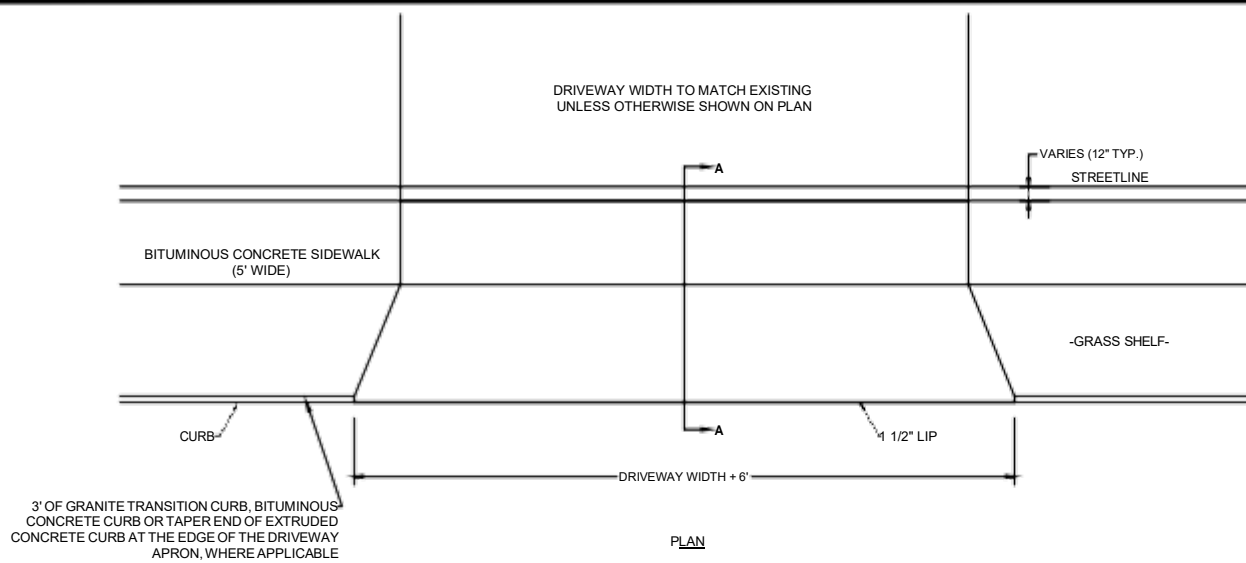 DRIVEWAY WIDTH TO MATCH EXISTING
UNLESS OTHERWISE SHOWN ON PLAN
A
VARIES (12" TYP.)
STREETLINE
BITUMINOUS CONCRETE SIDEWALK
(5' WIDE)
-GRASS SHELF-
CURB
A
1 1/2" LIP
DRIVEWAY WIDTH + 6'
3' OF GRANITE TRANSITION CURB, BITUMINOUS
CONCRETE CURB OR TAPER END OF EXTRUDED
CONCRETE CURB AT THE EDGE OF THE DRIVEWAY
APRON, WHERE APPLICABLE
PLAN